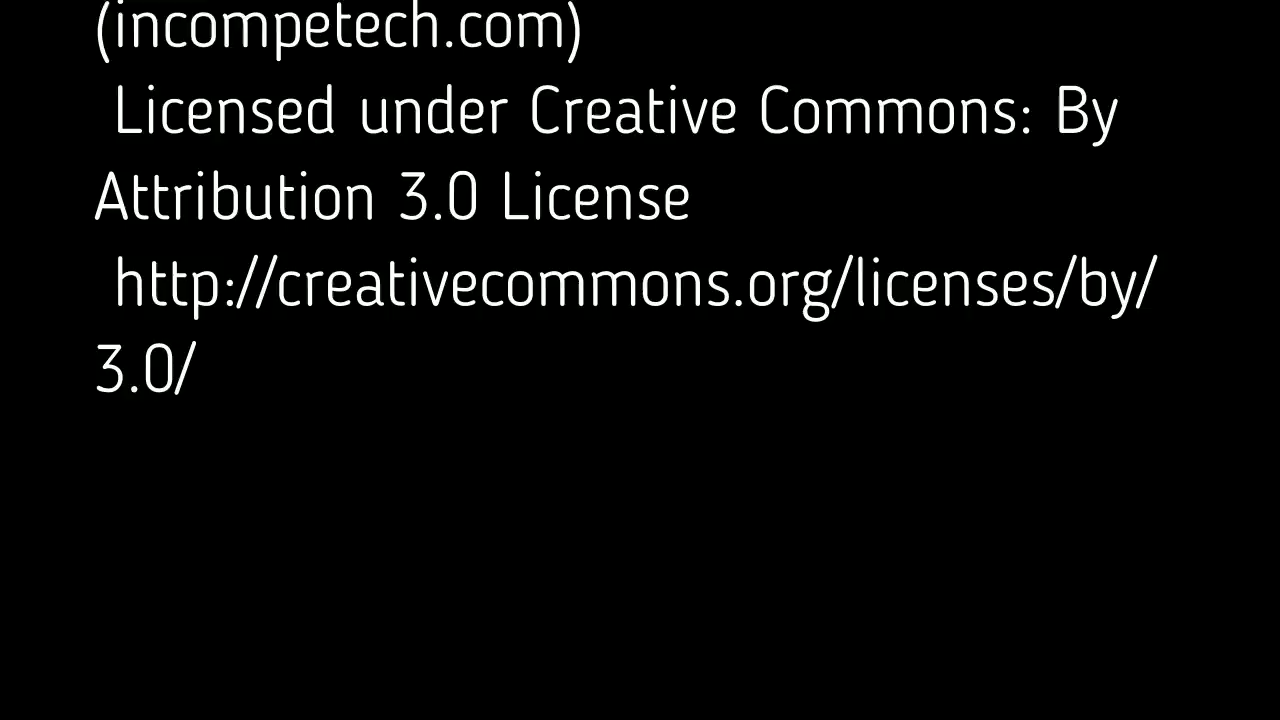 (incompetech.com)
Licensed under Creative Commons: By
Attribution 3.0 License
http://creativecommons.org/licenses/by/
3.0/